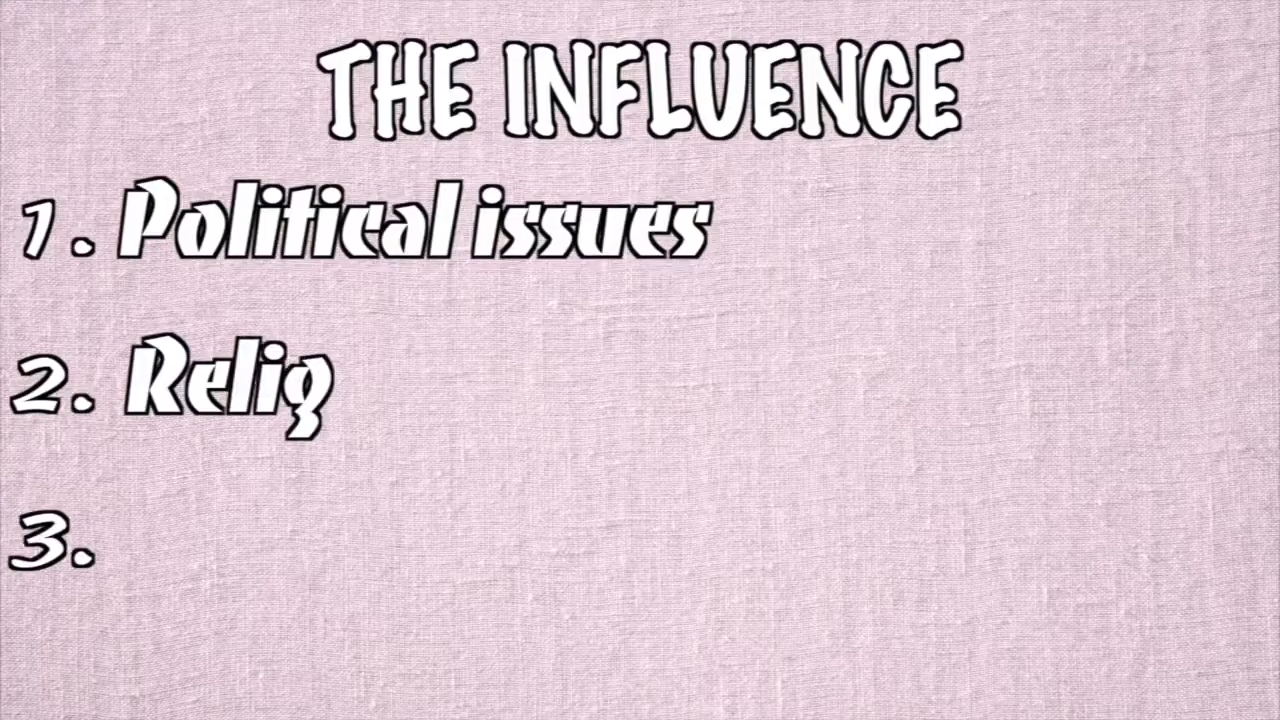 THE INFLUENCE
1. Political issues
2. Relig
3.